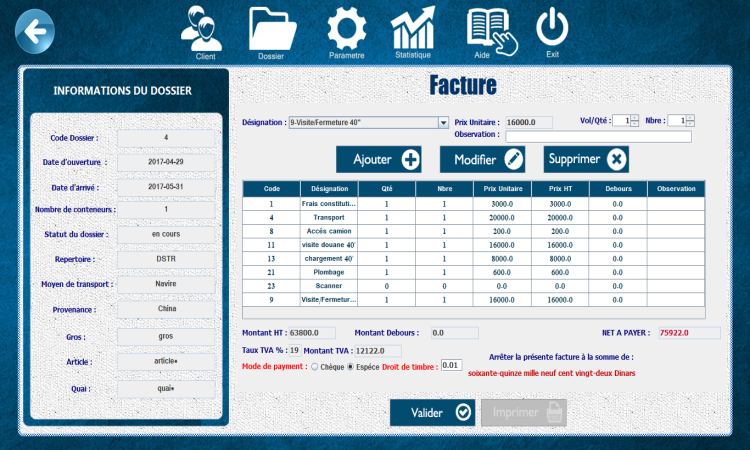 Client Dossier Parametre Statistique Aide Exit
INFORMATIONS DU DOSSIER
Code Dossier : 4
Date d'ouverture : 2017-04-29
Date d'arrivé : 2017-05-31
Nombre de conteneurs : 1
Statut du dossier : en cours
Repertoire : DSTR
Moyen de transport : Navire
Provenance : China
Gros : gros
Article : article*
Quai : quai*
Facture
Désignation : 9-Visite/Fermeture 40" Prix Unitaire : 16000.0 Vol/Qté : 1 Nbre : 1
Observation :
Ajouter Modifier Supprimer
Code Désignation Qté Nbre Prix Unitaire Prix HT Debours Observation
1 Frais constituti... 1 1 3000.0 3000.0 0.0
4 Transport 1 1 20000.0 20000.0 0.0
8 Accés camion 1 1 200.0 200.0 0.0
11 visite douane 40' 1 1 16000.0 16000.0 0.0
13 chargement 40' 1 1 8000.0 8000.0 0.0
21 Plombage 1 1 600.0 600.0 0.0
23 Scanner 0 0 0.0 0.0 0.0
9 Visite/Fermetur... 1 1 16000.0 16000.0 0.0
Montant HT : 63800.0 Montant Debours : 0.0 NET A PAYER : 75922.0
Taux TVA % : 19 Montant TVA : 12122.0
Arrêter la présente facture à la somme de :
Mode de payment : Chèque Espéce Droit de timbre : 0.01
soixante-quinze mille neuf cent vingt-deux Dinars
Valider Imprimer